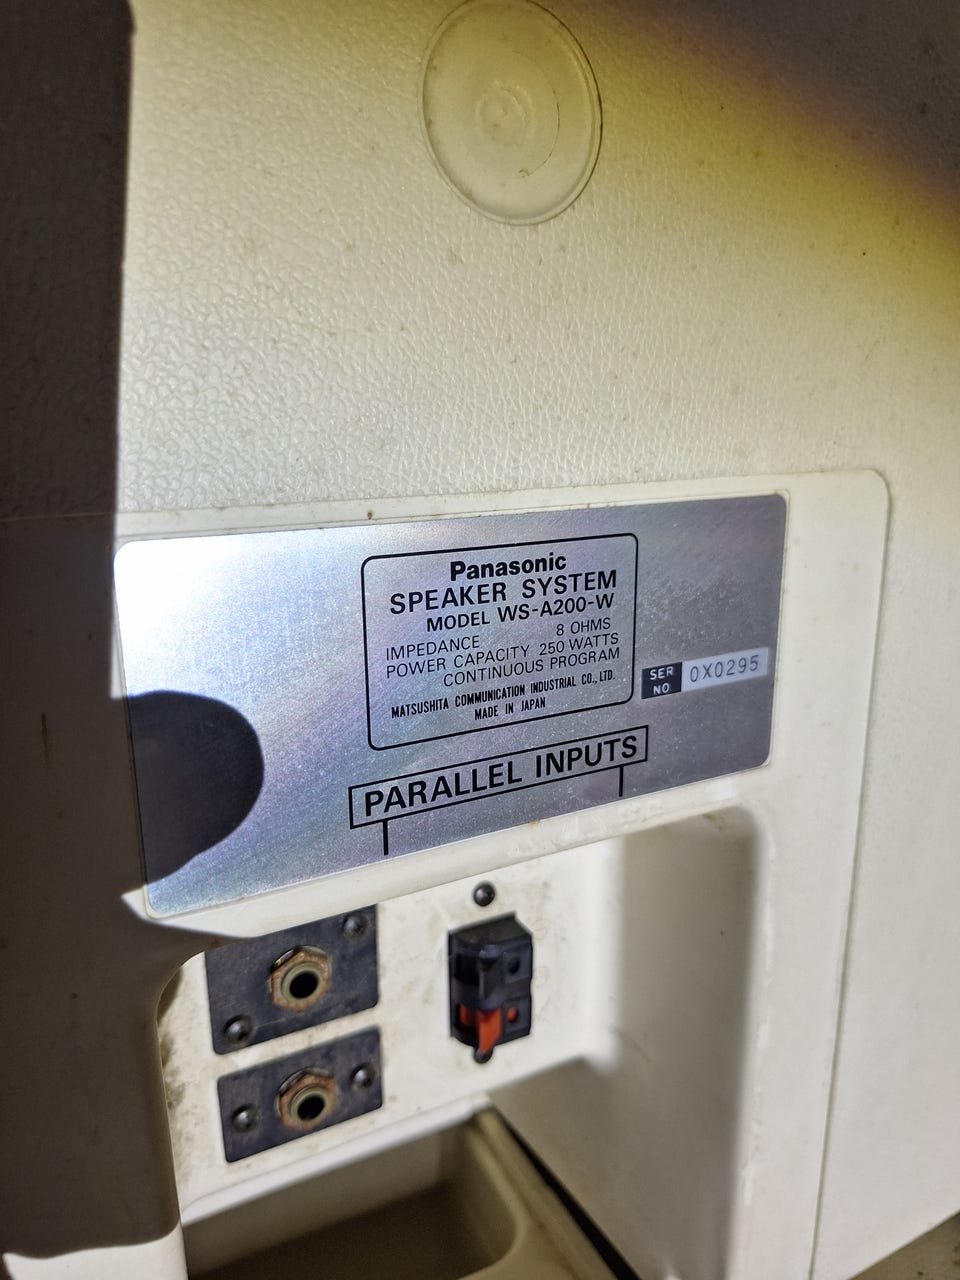 Panasonic
SPEAKER SYSTEM
MODEL WS-A200-W
IMPEDANCE 8 OHMS
POWER CAPACITY 250 WATTS
CONTINUOUS PROGRAM
MATSUSHITA COMMUNICATION INDUSTRIAL CO., LTD.
MADE IN JAPAN
SER NO 0X0295
PARALLEL INPUTS